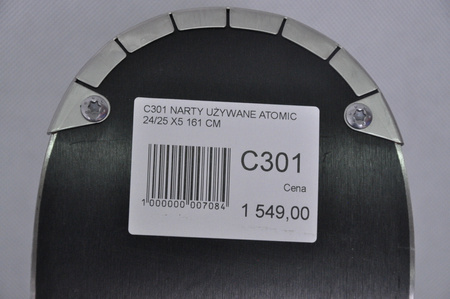 C301 NARTY UŻYWANE ATOMIC
24/25 X5 161 CM
C301
Cena
1 549,00
1 000000 007084